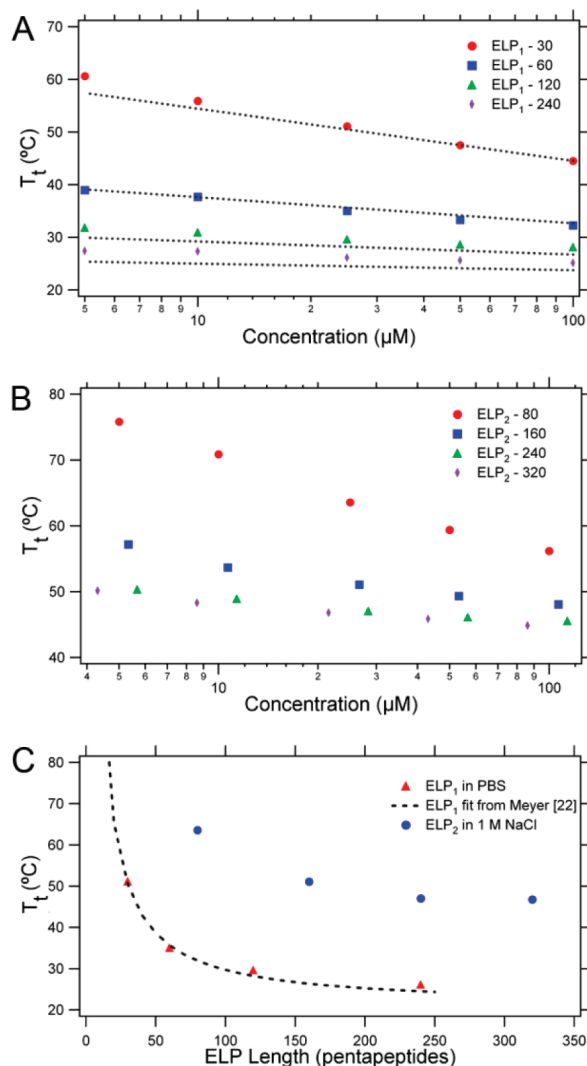 A
70
60
50
40
30
20
Tt (ºC)
ELP1 - 30
ELP1 - 60
ELP1 - 120
ELP1 - 240
5 6 7 8 9 10 2 3 4 5 6 7 8 9 100
Concentration (µM)
B
80
70
60
50
40
Tt (ºC)
ELP2 - 80
ELP2 - 160
ELP2 - 240
ELP2 - 320
4 5 6 7 8 9 10 2 3 4 5 6 7 8 9 100
Concentration (µM)
C
80
70
60
50
40
30
20
Tt (ºC)
ELP1 in PBS
ELP1 fit from Meyer [22]
ELP2 in 1 M NaCl
0 50 100 150 200 250 300 350
ELP Length (pentapeptides)